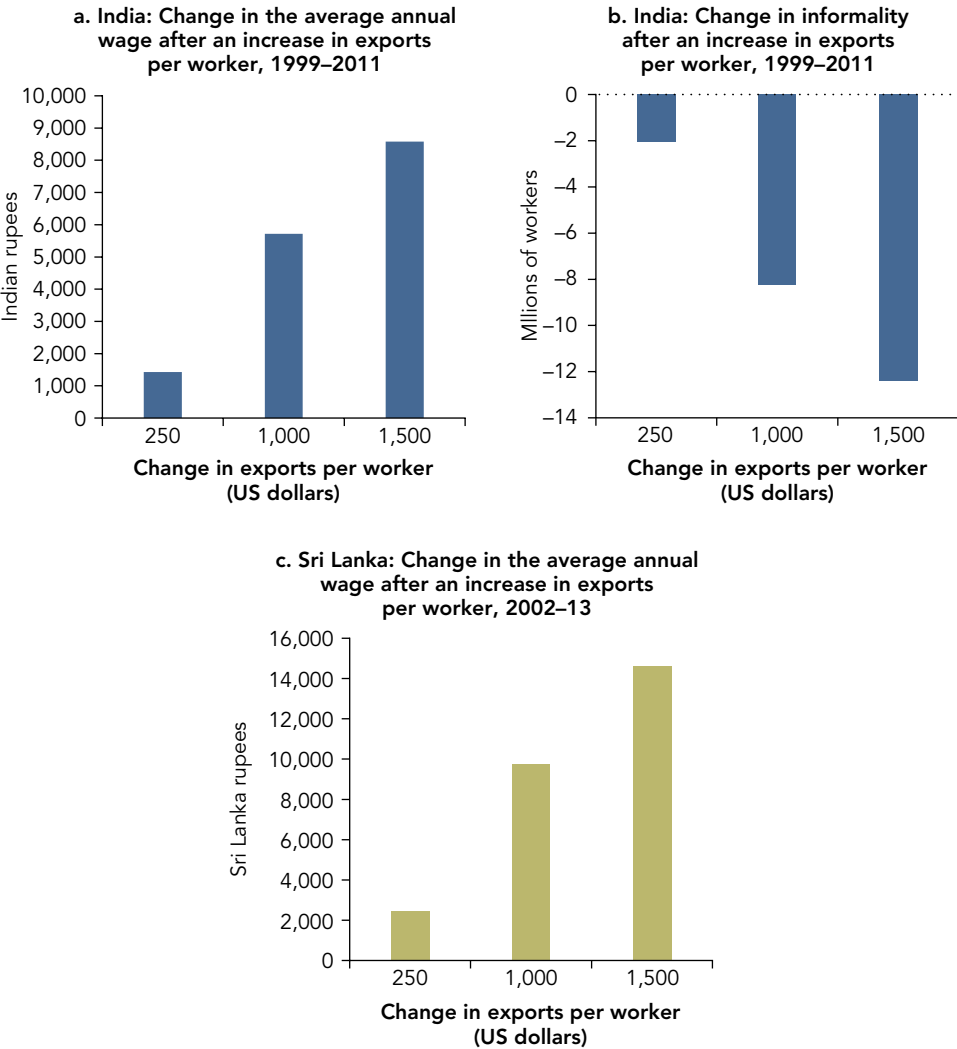 a. India: Change in the average annual
wage after an increase in exports
per worker, 1999–2011
10,000
9,000
8,000
7,000
6,000
5,000
4,000
3,000
2,000
1,000
0
Indian rupees
250 1,000 1,500
Change in exports per worker
(US dollars)
b. India: Change in informality
after an increase in exports
per worker, 1999–2011
0
–2
–4
–6
–8
–10
–12
–14
Mllions of workers
250 1,000 1,500
Change in exports per worker
(US dollars)
c. Sri Lanka: Change in the average annual
wage after an increase in exports
per worker, 2002–13
16,000
14,000
12,000
10,000
8,000
6,000
4,000
2,000
0
Sri Lanka rupees
250 1,000 1,500
Change in exports per worker
(US dollars)